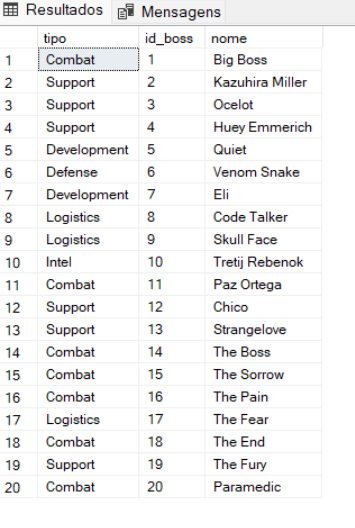 Resultados Mensagens
tipo id_boss nome
1 Combat 1 Big Boss
2 Support 2 Kazuhira Miller
3 Support 3 Ocelot
4 Support 4 Huey Emmerich
5 Development 5 Quiet
6 Defense 6 Venom Snake
7 Development 7 Eli
8 Logistics 8 Code Talker
9 Logistics 9 Skull Face
10 Intel 10 Tretij Rebenok
11 Combat 11 Paz Ortega
12 Support 12 Chico
13 Support 13 Strangelove
14 Combat 14 The Boss
15 Combat 15 The Sorrow
16 Combat 16 The Pain
17 Logistics 17 The Fear
18 Combat 18 The End
19 Support 19 The Fury
20 Combat 20 Paramedic